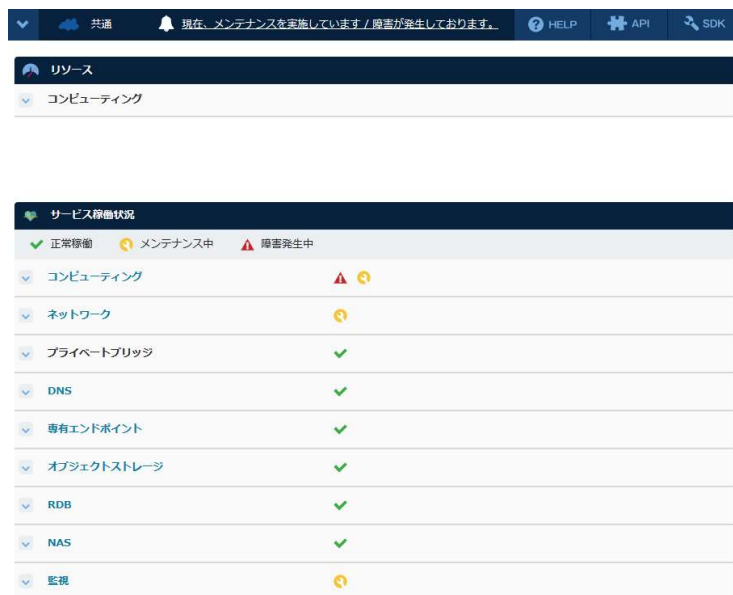 共通 現在、メンテナンスを実施しています / 障害が発生しております。 HELP API SDK
リソース
コンピューティング
サービス稼働状況
正常稼働 メンテナンス中 障害発生中
コンピューティング
ネットワーク
プライベートブリッジ
DNS
専有エンドポイント
オブジェクトストレージ
RDB
NAS
監視